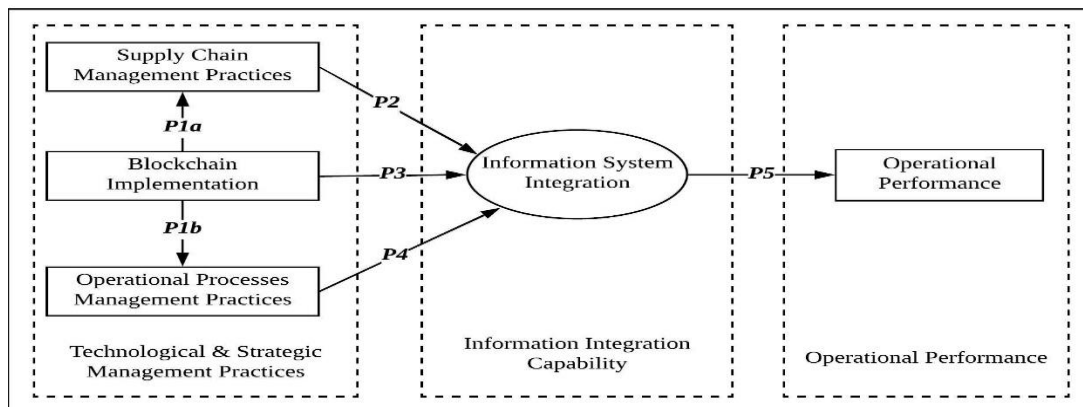 Supply Chain
Management Practices
P1a
P2
Blockchain
Implementation
P3
Information System
Integration
P5
Operational
Performance
P1b
P4
Operational Processes
Management Practices
Technological & Strategic
Management Practices
Information Integration
Capability
Operational Performance